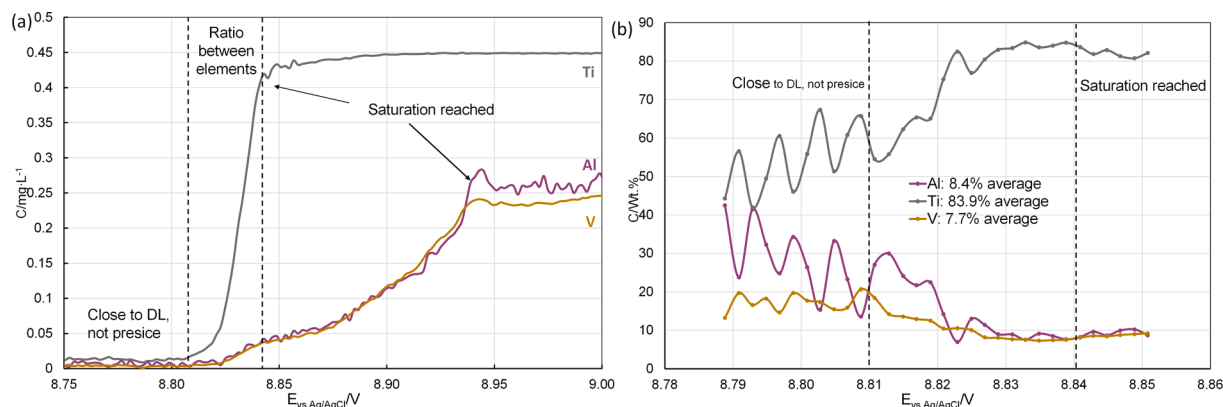 (a)
0.5
0.45
0.4
0.35
0.3
0.25
0.2
0.15
0.1
0.05
0
C/mg·L⁻¹
Ratio
between
elements
Ti
Saturation reached
Al
V
Close to DL,
not presice
8.75
8.80
8.85
8.90
8.95
9.00
E vs Ag/AgCl/V
(b)
90
80
70
60
50
40
30
20
10
0
C/Wt.%
Close to DL, not presice
Saturation reached
Al: 8.4% average
Ti: 83.9% average
V: 7.7% average
8.78
8.79
8.80
8.81
8.82
8.83
8.84
8.85
8.86
E vs Ag/AgCl/V